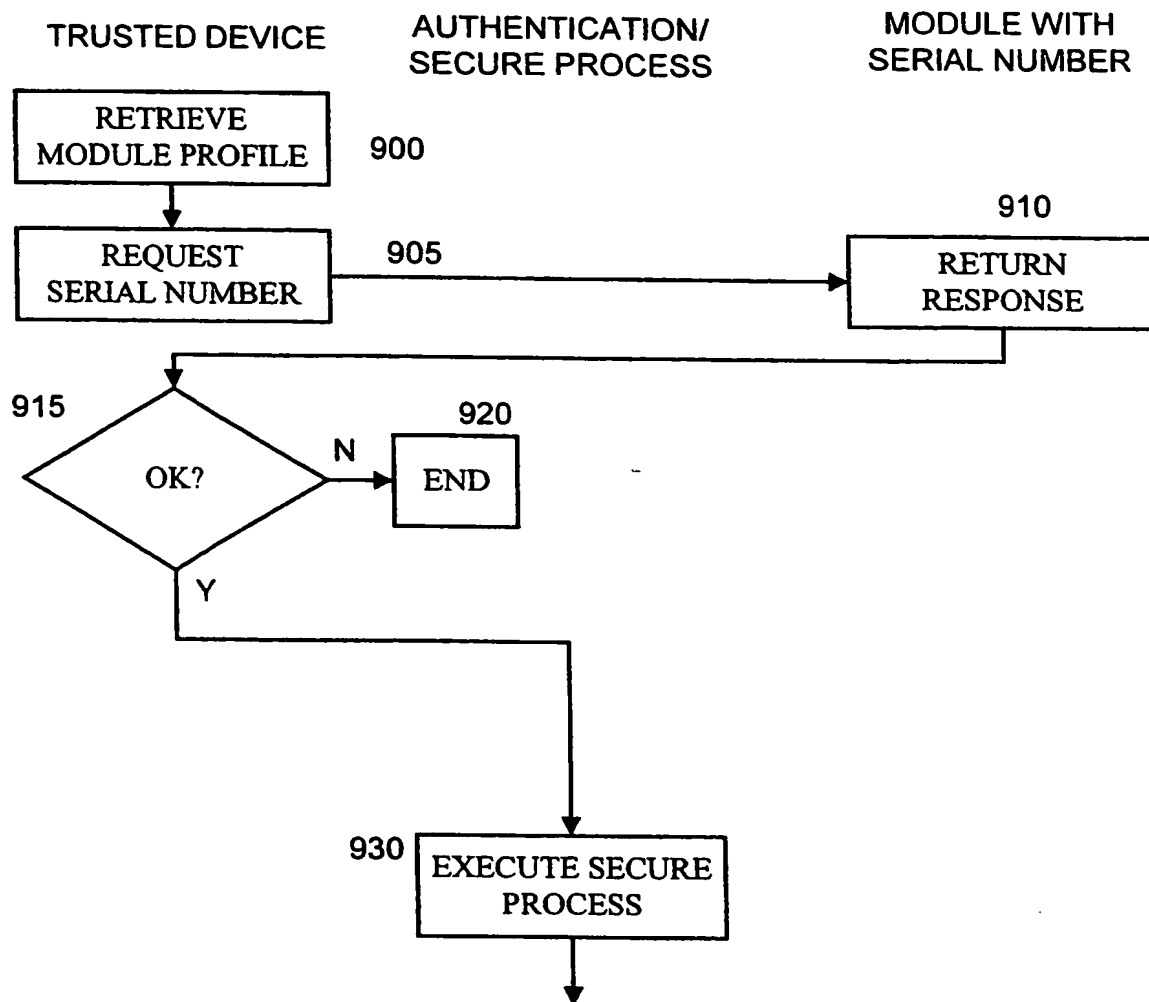 TRUSTED DEVICE
AUTHENTICATION/
SECURE PROCESS
MODULE WITH
SERIAL NUMBER
RETRIEVE
MODULE PROFILE
900
REQUEST
SERIAL NUMBER
905
910
RETURN
RESPONSE
915
OK?
N
920
END
Y
930
EXECUTE SECURE
PROCESS